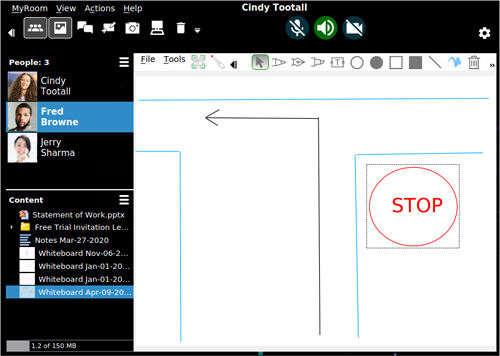 Cindy Tootall
MyRoom View Actions Help
People: 3
Cindy
Tootall
Fred
Browne
Jerry
Sharma
File Tools
T
»
STOP
Content
Statement of Work.pptx
Free Trial Invitation Le...
Notes Mar-27-2020
Whiteboard Nov-06-2...
Whiteboard Jan-01-20...
Whiteboard Jan-01-20...
Whiteboard Apr-09-20...
1.2 of 150 MB